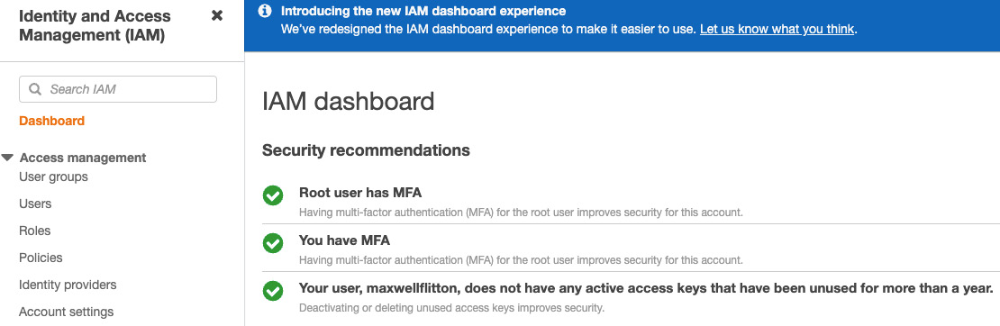 Identity and Access
Management (IAM)
Search IAM
Dashboard
Access management
User groups
Users
Roles
Policies
Identity providers
Account settings
Introducing the new IAM dashboard experience
We've redesigned the IAM dashboard experience to make it easier to use. Let us know what you think.
IAM dashboard
Security recommendations
Root user has MFA
Having multi-factor authentication (MFA) for the root user improves security for this account.
You have MFA
Having multi-factor authentication (MFA) for the root user improves security for this account.
Your user, maxwellflitton, does not have any active access keys that have been unused for more than a year.
Deactivating or deleting unused access keys improves security.